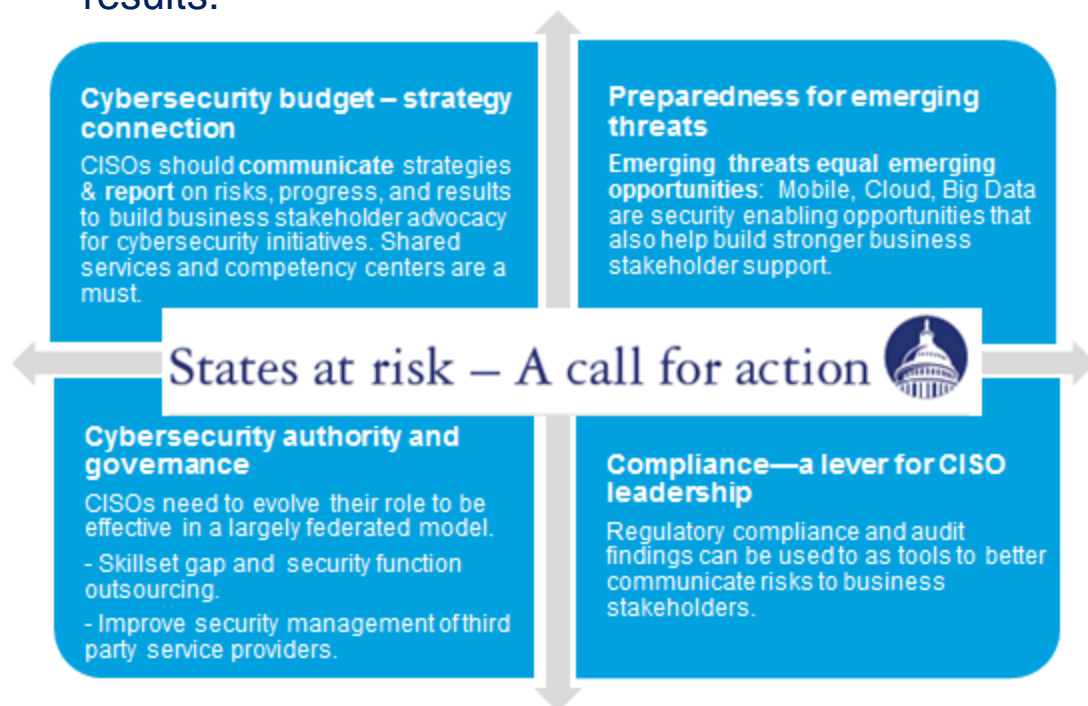 results.
Cybersecurity budget – strategy
connection
CISOs should communicate strategies
& report on risks, progress, and results
to build business stakeholder advocacy
for cybersecurity initiatives. Shared
services and competency centers are a
must.
Preparedness for emerging
threats
Emerging threats equal emerging
opportunities: Mobile, Cloud, Big Data
are security enabling opportunities that
also help build stronger business
stakeholder support.
States at risk – A call for action
Cybersecurity authority and
governance
CISOs need to evolve their role to be
effective in a largely federated model.
- Skillset gap and security function
outsourcing.
- Improve security management of third
party service providers.
Compliance—a lever for CISO
leadership
Regulatory compliance and audit
findings can be used to as tools to better
communicate risks to business
stakeholders.